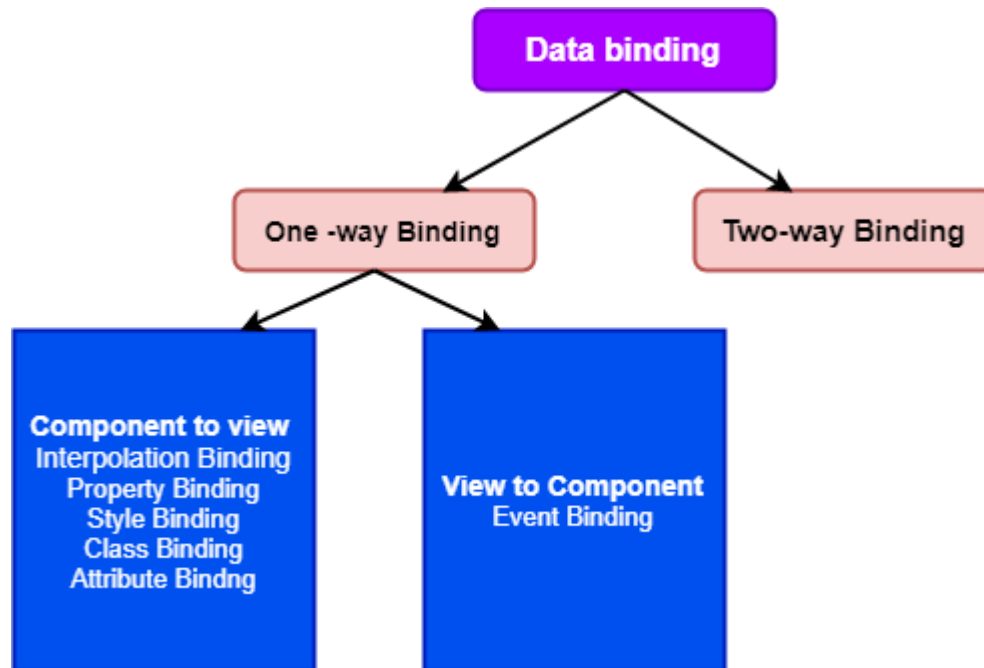 Data binding
One -way Binding
Two-way Binding
Component to view
Interpolation Binding
Property Binding
Style Binding
Class Binding
Attribute Bindng
View to Component
Event Binding